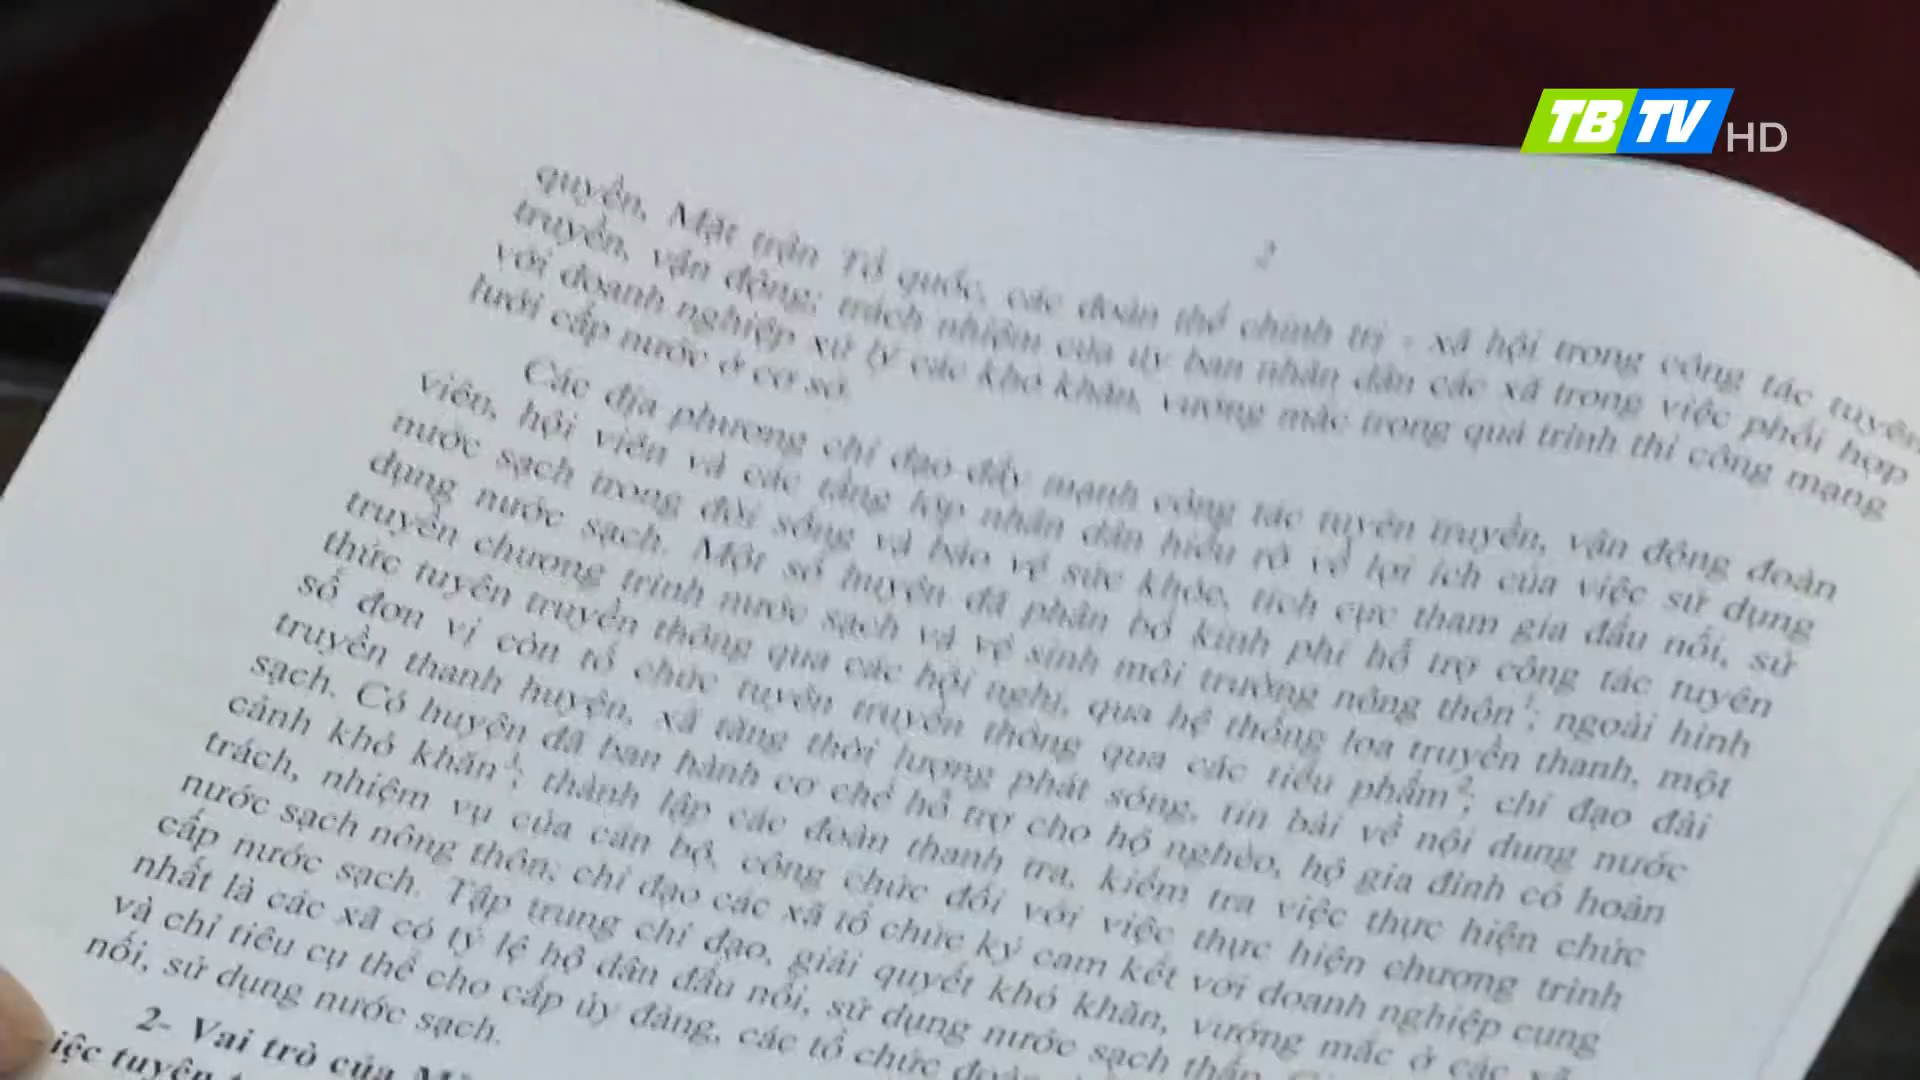 TBTV HD
2
quyền, Mặt trận Tổ quốc, các đoàn thể chính trị - xã hội trong công tác tuyên
truyền, vận động; trách nhiệm của ủy ban nhân dân các xã trong việc phối hợp
với doanh nghiệp xử lý các khó khăn, vướng mắc trong quá trình thi công mạng
lưới cấp nước ở cơ sở.
Các địa phương chỉ đạo đẩy mạnh công tác tuyên truyền, vận động đoàn
viên, hội viên và các tầng lớp nhân dân hiểu rõ về lợi ích của việc sử dụng
nước sạch trong đời sống và bảo vệ sức khỏe, tích cực tham gia đấu nối, sử
dụng nước sạch. Một số huyện đã phân bổ kinh phí hỗ trợ công tác tuyên
truyền chương trình nước sạch và vệ sinh môi trường nông thôn¹; ngoài hình
thức tuyên truyền thông qua các hội nghị, qua hệ thống loa truyền thanh, một
số đơn vị còn tổ chức tuyên truyền thông qua các tiểu phẩm²; chỉ đạo đài
truyền thanh huyện, xã tăng thời lượng phát sóng, tin bài về nội dung nước
sạch. Có huyện đã ban hành cơ chế hỗ trợ cho hộ nghèo, hộ gia đình có hoàn
cảnh khó khăn³; thành lập các đoàn thanh tra, kiểm tra việc thực hiện chức
trách, nhiệm vụ của cán bộ, công chức đối với việc thực hiện chương trình
nước sạch nông thôn; chỉ đạo các xã tổ chức ký cam kết với doanh nghiệp cung
cấp nước sạch. Tập trung chỉ đạo, giải quyết khó khăn, vướng mắc ở các xã
nhất là các xã có tỷ lệ hộ dân đấu nối, sử dụng nước sạch thấp.
và chỉ tiêu cụ thể cho cấp ủy đảng, các tổ chức
nối, sử dụng nước sạch.
2- Vai trò của
iệc tuyên